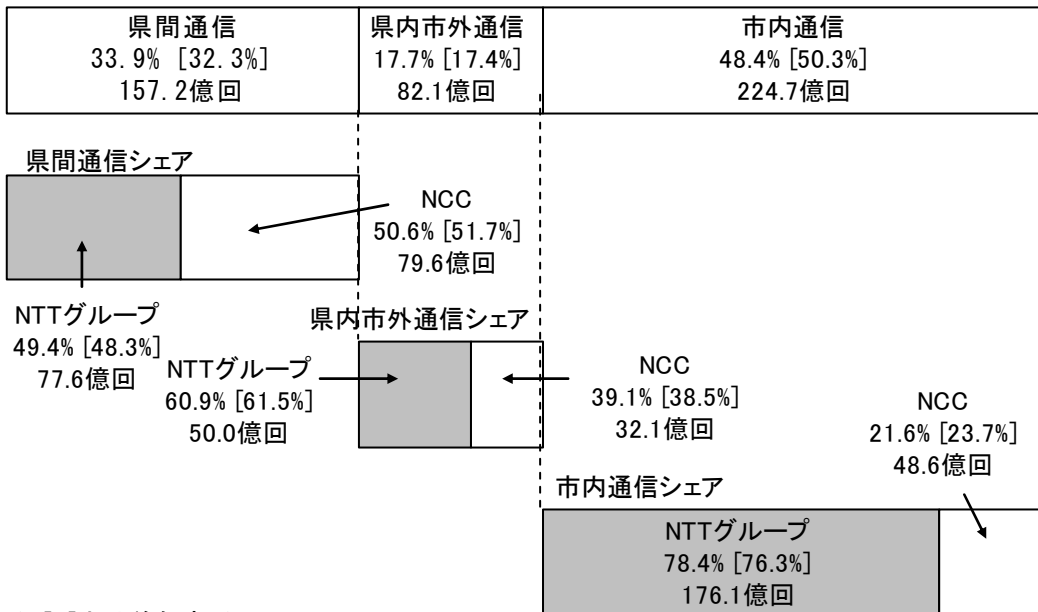 県間通信
33.9% [32.3%]
157.2億回
県内市外通信
17.7% [17.4%]
82.1億回
市内通信
48.4% [50.3%]
224.7億回
県間通信シェア
NCC
50.6% [51.7%]
79.6億回
NTTグループ
49.4% [48.3%]
77.6億回
県内市外通信シェア
NTTグループ
60.9% [61.5%]
50.0億回
NCC
39.1% [38.5%]
32.1億回
NCC
21.6% [23.7%]
48.6億回
市内通信シェア
NTTグループ
78.4% [76.3%]
176.1億回